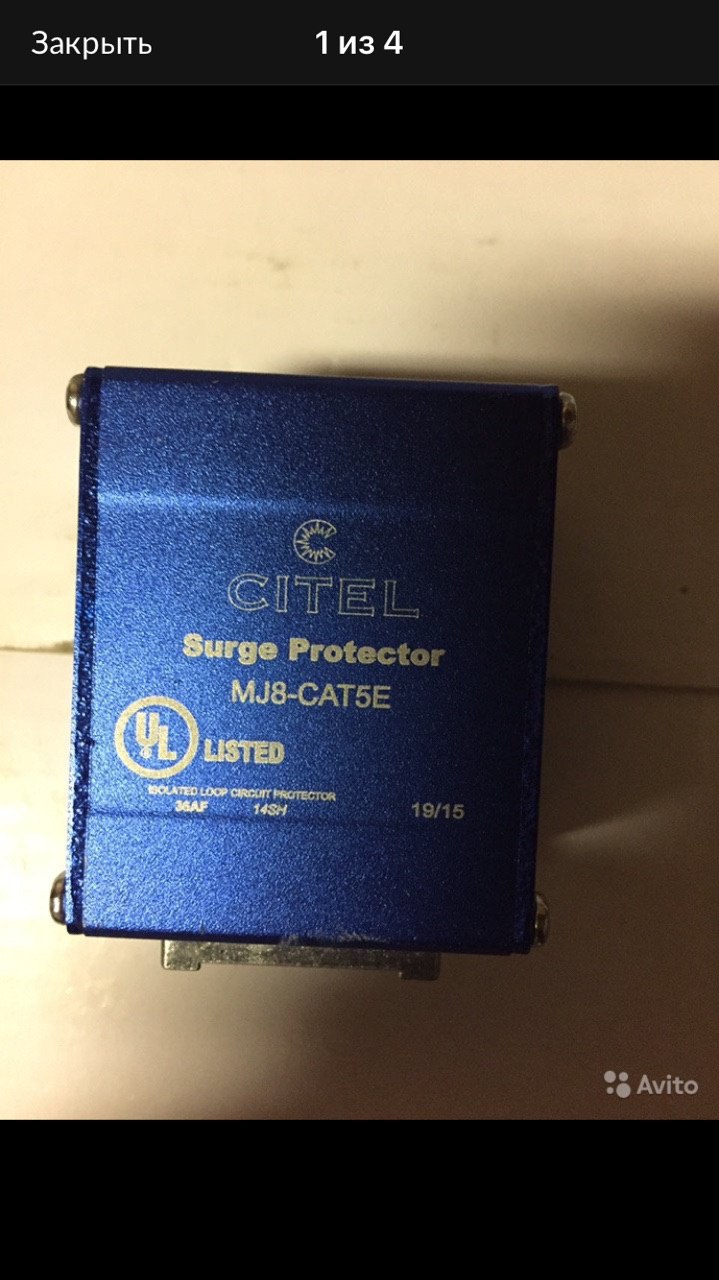 Закрыть 1 из 4
CITEL
Surge Protector
MJ8-CAT5E
UL LISTED
ISOLATED LOOP CIRCUIT PROTECTOR
36AF 14SH 19/15
Avito